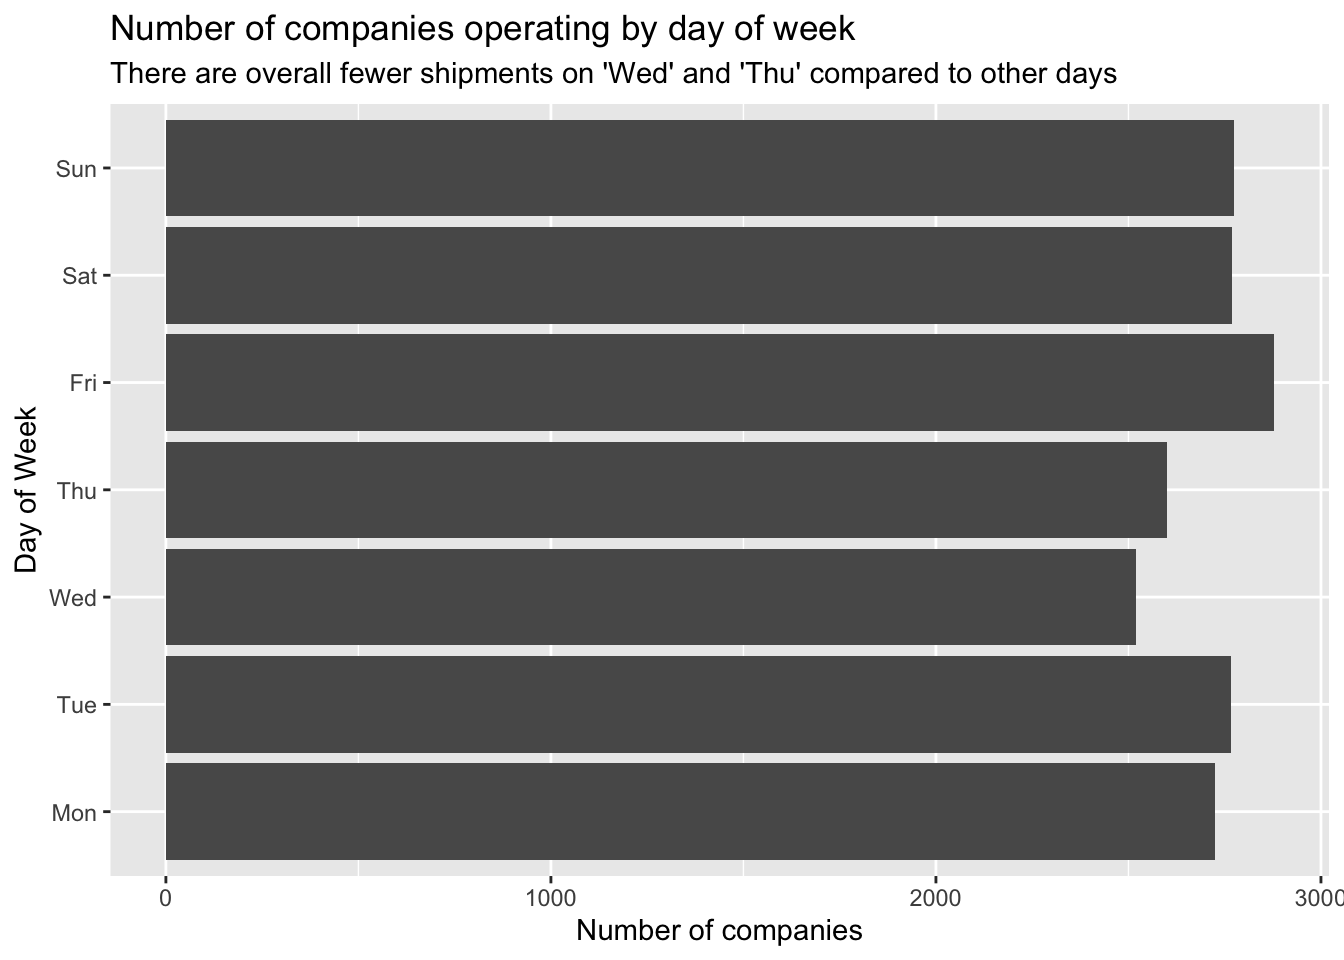 Number of companies operating by day of week
There are overall fewer shipments on 'Wed' and 'Thu' compared to other days
Day of Week
Sun
Sat
Fri
Thu
Wed
Tue
Mon
0 1000 2000 3000
Number of companies